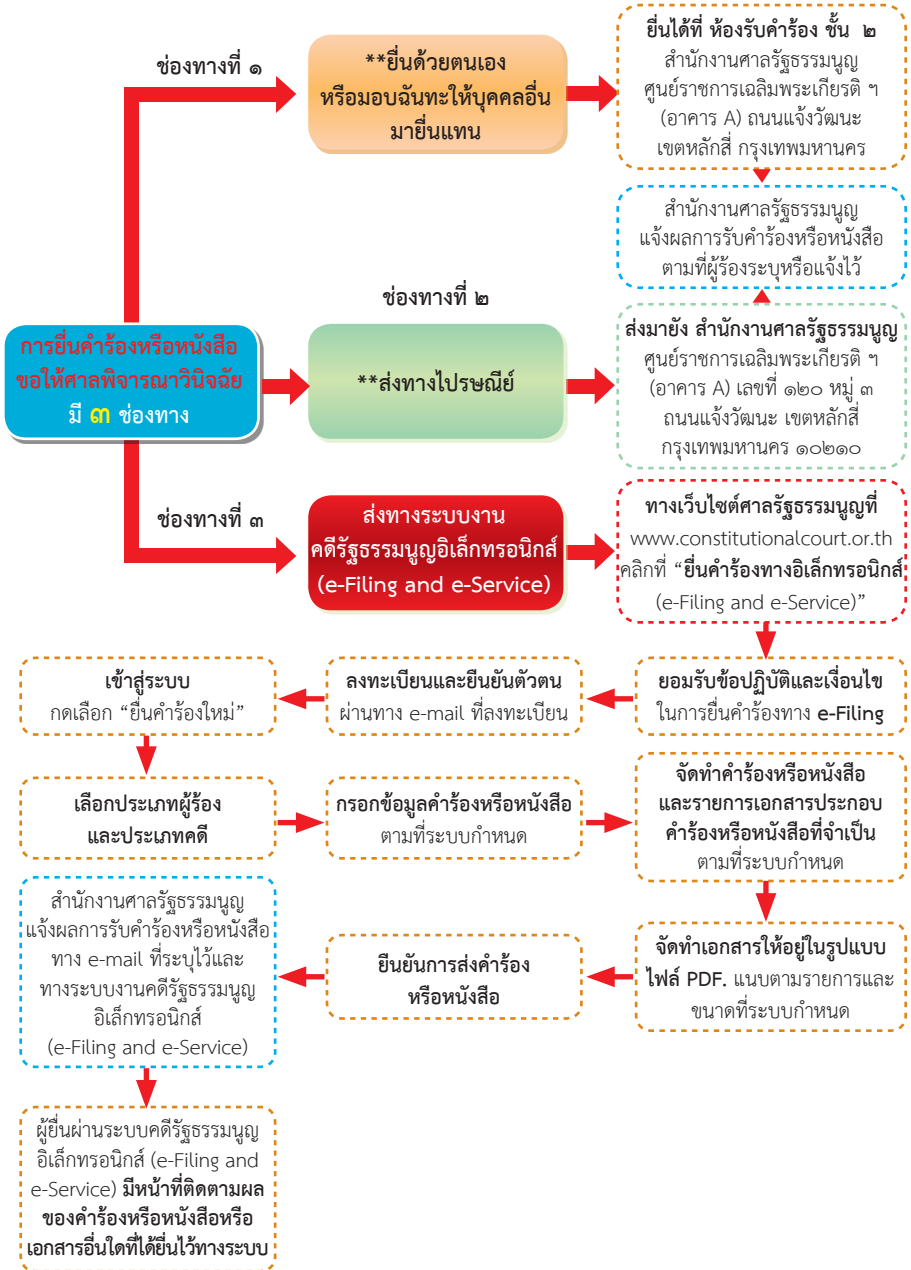 ช่องทางที่ ๑
**ยื่นด้วยตนเอง
หรือมอบฉันทะให้บุคคลอื่น
มายื่นแทน
ยื่นได้ที่ ห้องรับคำร้อง ชั้น ๒
สำนักงานศาลรัฐธรรมนูญ
ศูนย์ราชการเฉลิมพระเกียรติ ฯ
(อาคาร A) ถนนแจ้งวัฒนะ
เขตหลักสี่ กรุงเทพมหานคร
สำนักงานศาลรัฐธรรมนูญ
แจ้งผลการรับคำร้องหรือหนังสือ
ตามที่ผู้ร้องระบุหรือแจ้งไว้
การยื่นคำร้องหรือหนังสือ
ขอให้ศาลพิจารณาวินิจฉัย
มี ๓ ช่องทาง
ช่องทางที่ ๒
**ส่งทางไปรษณีย์
ส่งมายัง สำนักงานศาลรัฐธรรมนูญ
ศูนย์ราชการเฉลิมพระเกียรติ ฯ
(อาคาร A) เลขที่ ๑๒๐ หมู่ ๓
ถนนแจ้งวัฒนะ เขตหลักสี่
กรุงเทพมหานคร ๑๐๒๑๐
ช่องทางที่ ๓
ส่งทางระบบงาน
คดีรัฐธรรมนูญอิเล็กทรอนิกส์
(e-Filing and e-Service)
ทางเว็บไซต์ศาลรัฐธรรมนูญที่
www.constitutionalcourt.or.th
คลิกที่ “ยื่นคำร้องทางอิเล็กทรอนิกส์
(e-Filing and e-Service)”
ยอมรับข้อปฏิบัติและเงื่อนไข
ในการยื่นคำร้องทาง e-Filing
ลงทะเบียนและยืนยันตัวตน
ผ่านทาง e-mail ที่ลงทะเบียน
เข้าสู่ระบบ
กดเลือก “ยื่นคำร้องใหม่”
เลือกประเภทผู้ร้อง
และประเภทคดี
กรอกข้อมูลคำร้องหรือหนังสือ
ตามที่ระบบกำหนด
จัดทำคำร้องหรือหนังสือ
และรายการเอกสารประกอบ
คำร้องหรือหนังสือที่จำเป็น
ตามที่ระบบกำหนด
จัดทำเอกสารให้อยู่ในรูปแบบ
ไฟล์ PDF. แนบตามรายการและ
ขนาดที่ระบบกำหนด
ยืนยันการส่งคำร้อง
หรือหนังสือ
สำนักงานศาลรัฐธรรมนูญ
แจ้งผลการรับคำร้องหรือหนังสือ
ทาง e-mail ที่ระบุไว้และ
ทางระบบงานคดีรัฐธรรมนูญ
อิเล็กทรอนิกส์
(e-Filing and e-Service)
ผู้ยื่นผ่านระบบคดีรัฐธรรมนูญ
อิเล็กทรอนิกส์ (e-Filing and
e-Service) มีหน้าที่ติดตามผล
ของคำร้องหรือหนังสือหรือ
เอกสารอื่นใดที่ได้ยื่นไว้ทางระบบ